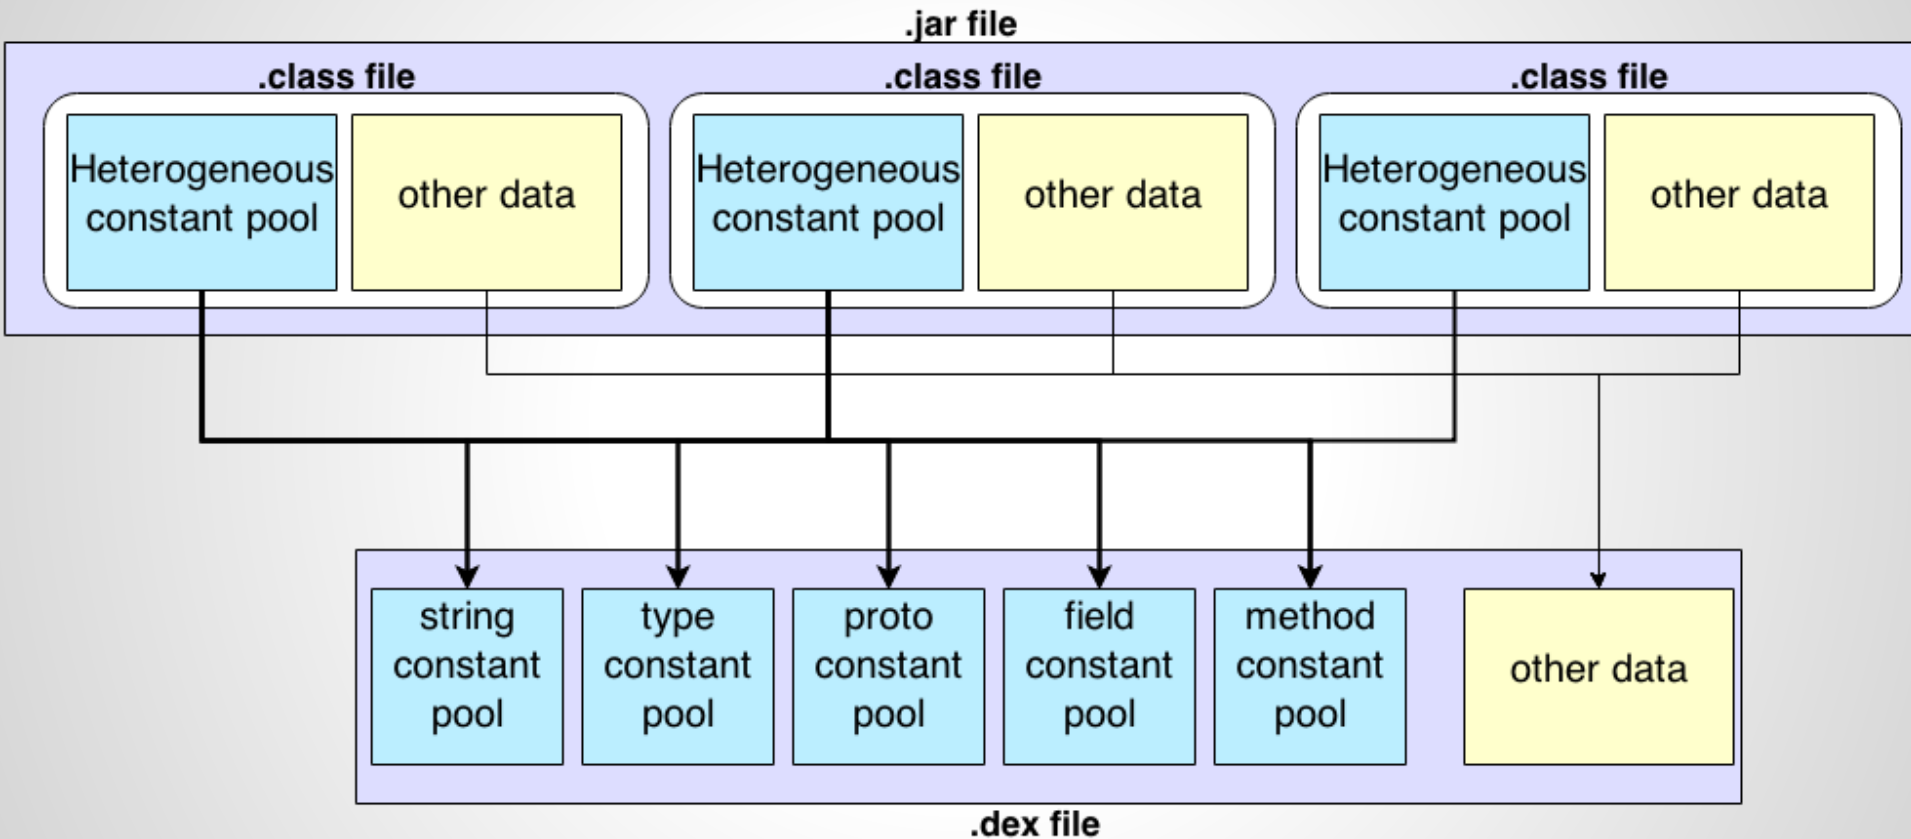 .jar file
.class file
.class file
.class file
Heterogeneous
constant pool
other data
Heterogeneous
constant pool
other data
Heterogeneous
constant pool
other data
string
constant
pool
type
constant
pool
proto
constant
pool
field
constant
pool
method
constant
pool
other data
.dex file